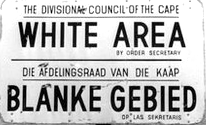 THE DIVISIONAL COUNCIL OF THE CAPE
WHITE AREA
BY ORDER SECRETARY
DIE AFDELINGSRAAD VAN DIE KAAP
BLANKE GEBIED
OP LAS SEKRETARIS